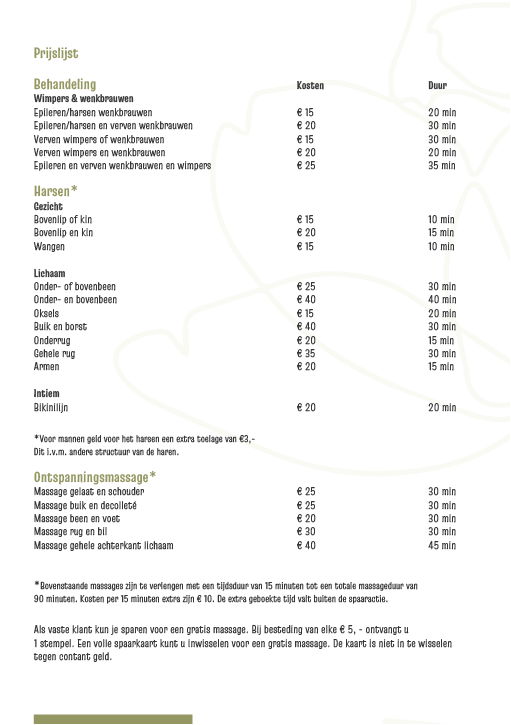 Prijslijst
Behandeling Kosten Duur
Wimpers & wenkbrauwen
Epileren/harsen wenkbrauwen € 15 20 min
Epileren/harsen en verven wenkbrauwen € 20 30 min
Verven wimpers of wenkbrauwen € 15 30 min
Verven wimpers en wenkbrauwen € 20 20 min
Epileren en verven wenkbrauwen en wimpers € 25 35 min
Harsen*
Gezicht
Bovenlip of kin € 15 10 min
Bovenlip en kin € 20 15 min
Wangen € 15 10 min
Lichaam
Onder- of bovenbeen € 25 30 min
Onder- en bovenbeen € 40 40 min
Oksels € 15 20 min
Buik en borst € 40 30 min
Onderrug € 20 15 min
Gehele rug € 35 30 min
Armen € 20 15 min
Intiem
Bikinilijn € 20 20 min
*Voor mannen geld voor het harsen een extra toelage van €3,-
Dit i.v.m. andere structuur van de haren.
Ontspanningsmassage*
Massage gelaat en schouder € 25 30 min
Massage buik en decolleté € 25 30 min
Massage been en voet € 20 30 min
Massage rug en bil € 30 30 min
Massage gehele achterkant lichaam € 40 45 min
*Bovenstaande massages zijn te verlengen met een tijdsduur van 15 minuten tot een totale massageduur van
90 minuten. Kosten per 15 minuten extra zijn € 10. De extra geboekte tijd valt buiten de spaaractie.
Als vaste klant kun je sparen voor een gratis massage. Bij besteding van elke € 5, - ontvangt u
1 stempel. Een volle spaarkaart kunt u inwisselen voor een gratis massage. De kaart is niet in te wisselen
tegen contant geld.